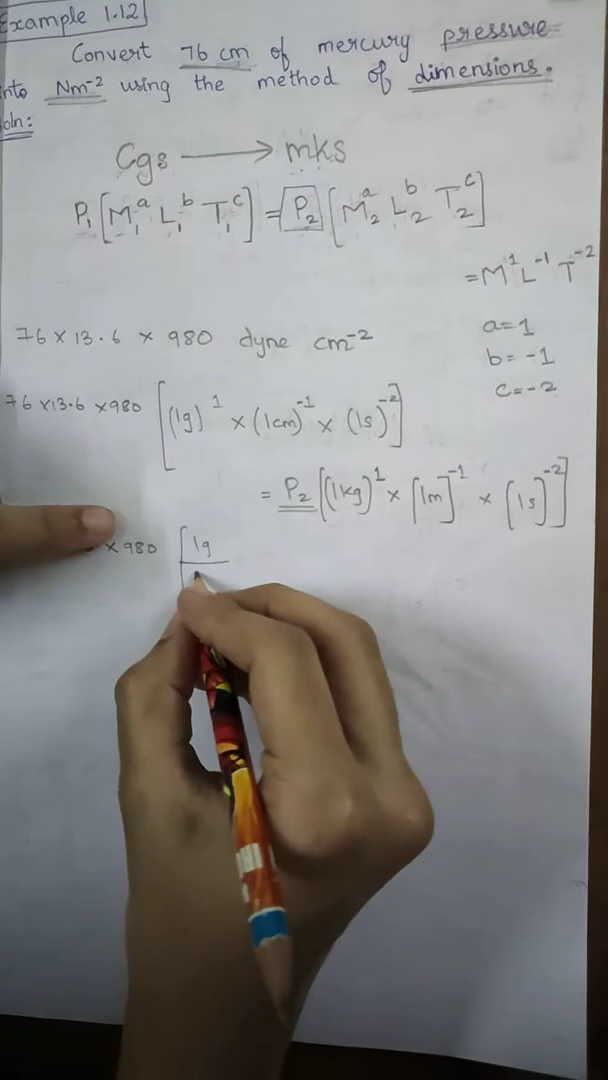 Example 1.12
Convert 76 cm of mercury pressure
into Nm⁻² using the method of dimensions.
Soln:
Cgs → mks
P₁[M₁ᵃ L₁ᵇ T₁ᶜ] = P₂ [M₂ᵃ L₂ᵇ T₂ᶜ]
= M¹ L⁻¹ T⁻²
76 × 13.6 × 980 dyne cm⁻²
a=1
b= -1
c= -2
76 ×13.6 ×980 [(1g)¹ × (1cm)⁻¹ × (1s)⁻²]
= P₂ [(1kg)¹ × [1m]⁻¹ × [1s]⁻²]
× 980 [1g